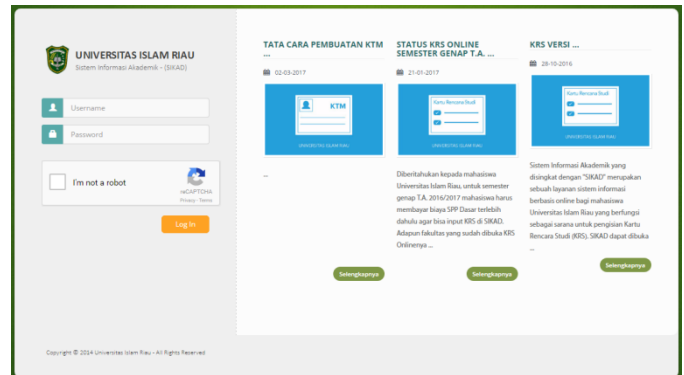 UNIVERSITAS ISLAM RIAU
Sistem Informasi Akademik - (SIKAD)
Username
Password
I'm not a robot
reCAPTCHA
Privacy - Terms
Log In
TATA CARA PEMBUATAN KTM
...
02-03-2017
KTM
UNIVERSITAS ISLAM RIAU
...
Selengkapnya
STATUS KRS ONLINE
SEMESTER GENAP T.A. ...
21-01-2017
Kartu Rencana Studi
UNIVERSITAS ISLAM RIAU
Diberitahukan kepada mahasiswa
Universitas Islam Riau, untuk semester
genap T.A. 2016/2017 mahasiswa harus
membayar biaya SPP Dasar terlebih
dahulu agar bisa input KRS di SIKAD.
Adapun fakultas yang sudah dibuka KRS
Onlinenya ...
Selengkapnya
KRS VERSI ...
28-10-2016
Kartu Rencana Studi
UNIVERSITAS ISLAM RIAU
Sistem Informasi Akademik yang
disingkat dengan "SIKAD" merupakan
sebuah layanan sistem informasi
berbasis online bagi mahasiswa
Universitas Islam Riau yang berfungsi
sebagai sarana untuk pengisian Kartu
Rencana Studi (KRS). SIKAD dapat dibuka
...
Selengkapnya
Copyright © 2014 Universitas Islam Riau - All Rights Reserved